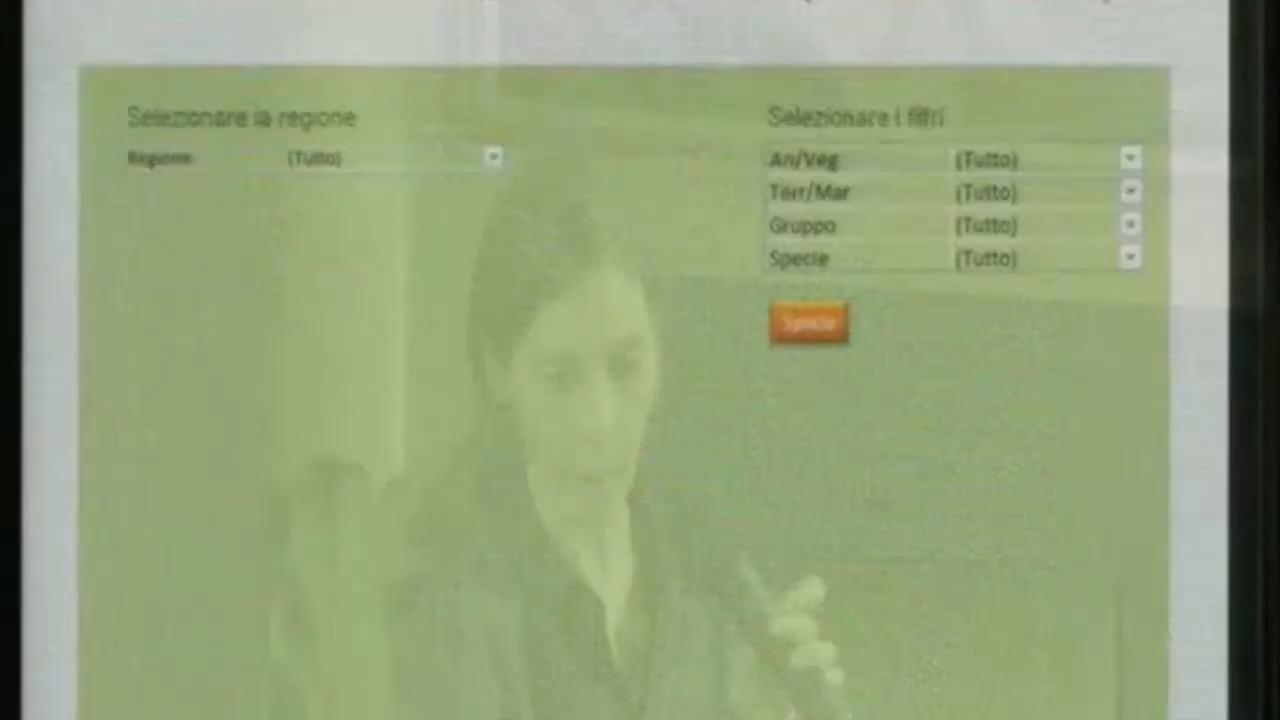 Selezionare la regione
Regione (Tutto)
Selezionare i filtri
An/Veg (Tutto)
Terr/Mar (Tutto)
Gruppo (Tutto)
Specie (Tutto)